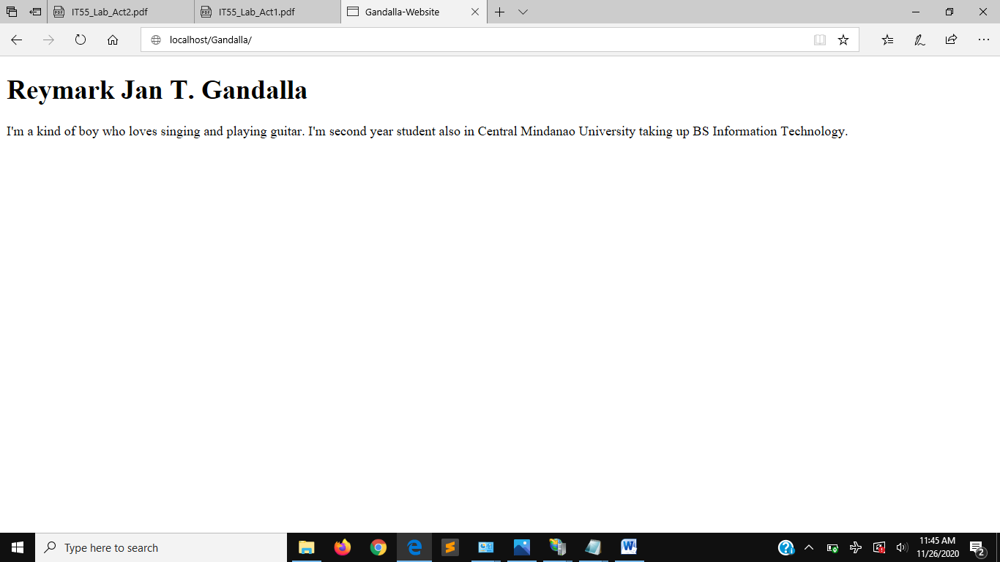 IT55_Lab_Act2.pdf
IT55_Lab_Act1.pdf
Gandalla-Website
localhost/Gandalla/
Reymark Jan T. Gandalla
I'm a kind of boy who loves singing and playing guitar. I'm second year student also in Central Mindanao University taking up BS Information Technology.
Type here to search
11:45 AM
11/26/2020
2